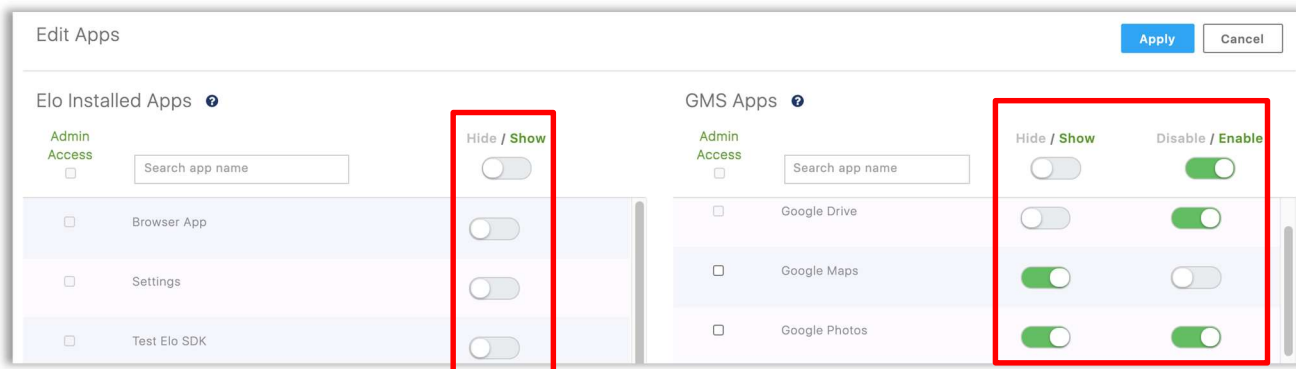 Edit Apps
Apply
Cancel
Elo Installed Apps ?
GMS Apps ?
Admin
Access
Search app name
Hide / Show
Admin
Access
Search app name
Hide / Show
Disable / Enable
Browser App
Settings
Test Elo SDK
Google Drive
Google Maps
Google Photos